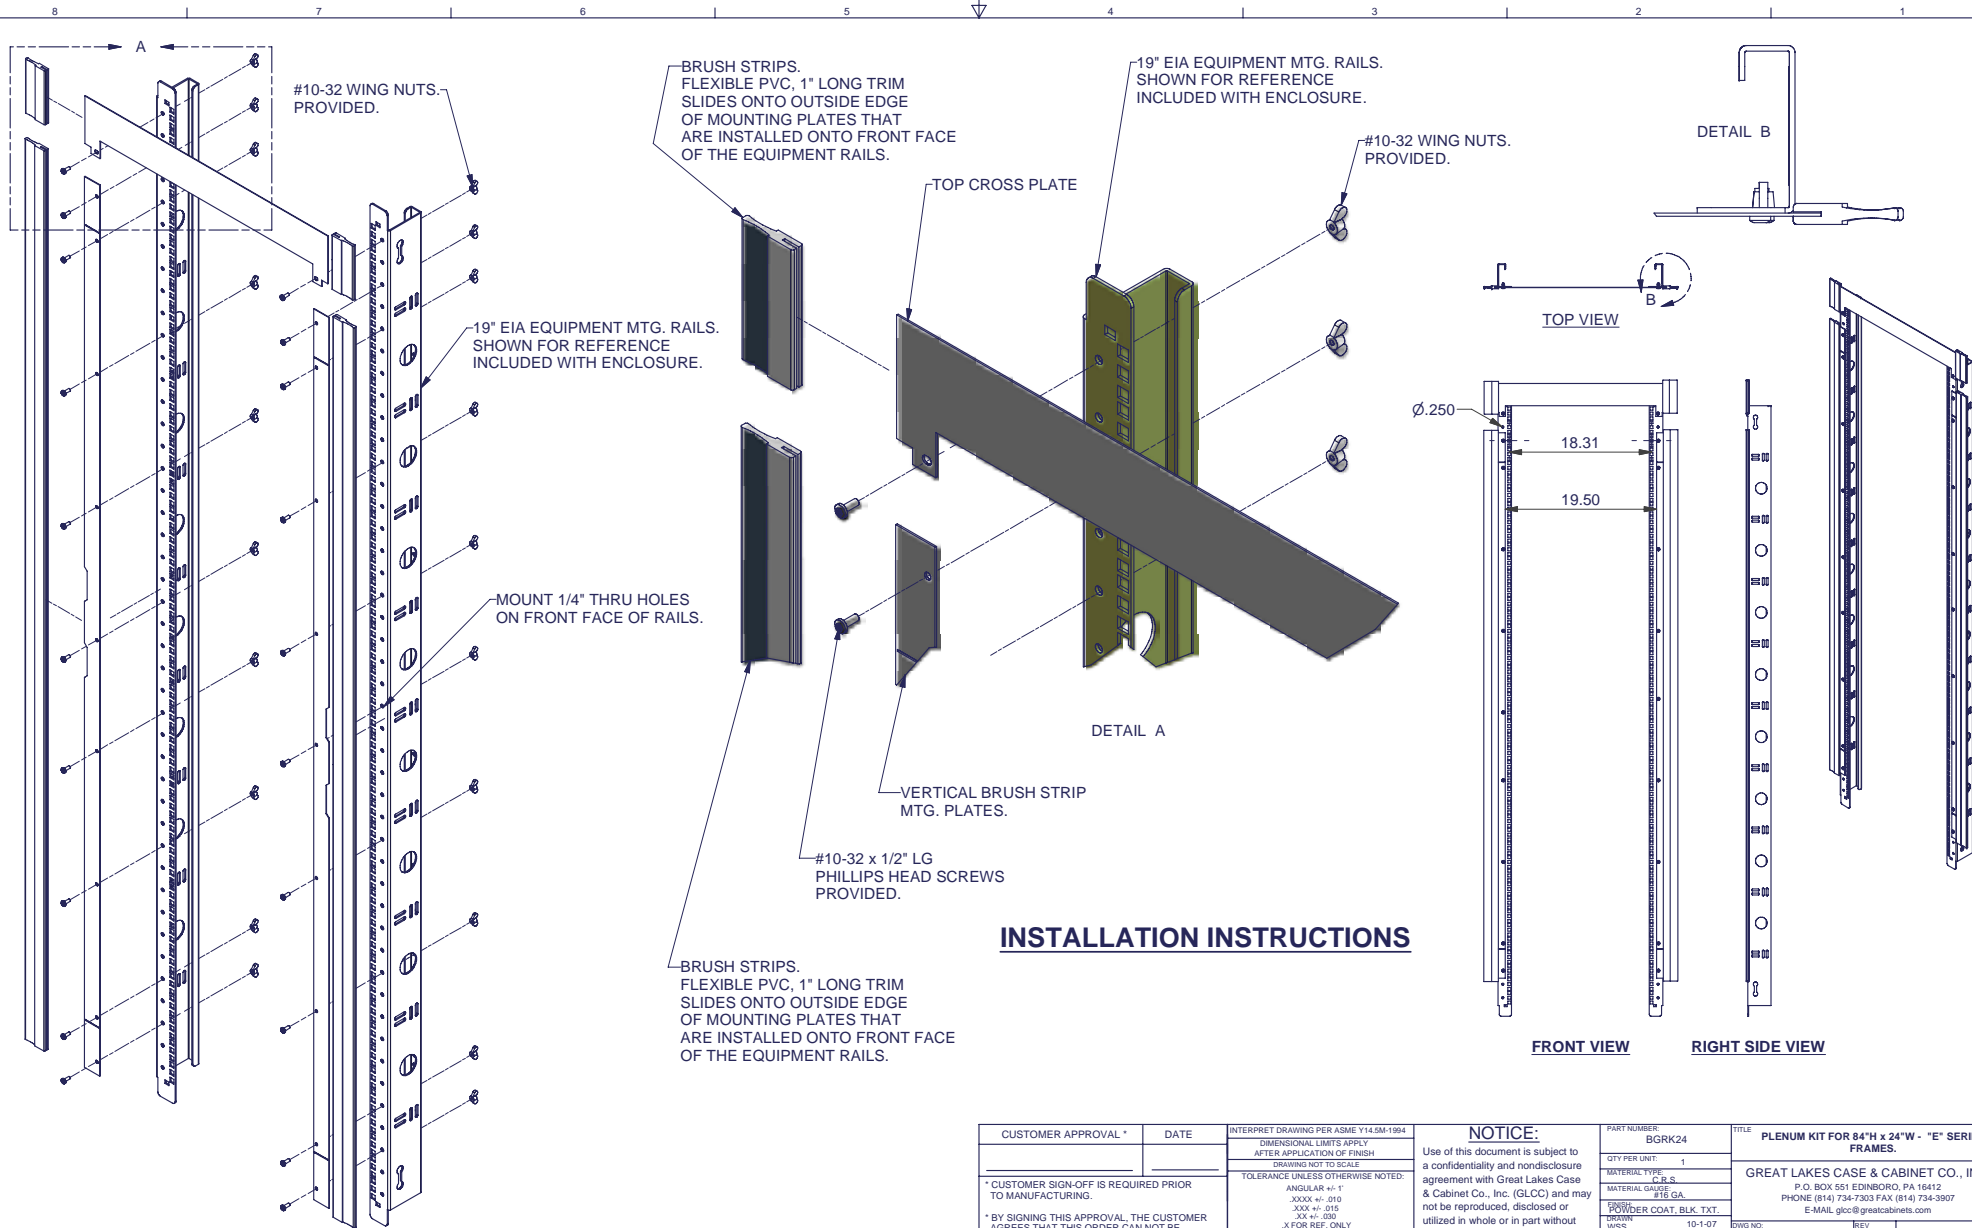 8
7
6
5
4
3
2
1
A
#10-32 WING NUTS.
PROVIDED.
BRUSH STRIPS.
FLEXIBLE PVC, 1" LONG TRIM
SLIDES ONTO OUTSIDE EDGE
OF MOUNTING PLATES THAT
ARE INSTALLED ONTO FRONT FACE
OF THE EQUIPMENT RAILS.
19" EIA EQUIPMENT MTG. RAILS.
SHOWN FOR REFERENCE
INCLUDED WITH ENCLOSURE.
#10-32 WING NUTS.
PROVIDED.
TOP CROSS PLATE
DETAIL B
B
TOP VIEW
19" EIA EQUIPMENT MTG. RAILS.
SHOWN FOR REFERENCE
INCLUDED WITH ENCLOSURE.
Ø.250
18.31
19.50
MOUNT 1/4" THRU HOLES
ON FRONT FACE OF RAILS.
DETAIL A
VERTICAL BRUSH STRIP
MTG. PLATES.
#10-32 x 1/2" LG
PHILLIPS HEAD SCREWS
PROVIDED.
INSTALLATION INSTRUCTIONS
BRUSH STRIPS.
FLEXIBLE PVC, 1" LONG TRIM
SLIDES ONTO OUTSIDE EDGE
OF MOUNTING PLATES THAT
ARE INSTALLED ONTO FRONT FACE
OF THE EQUIPMENT RAILS.
FRONT VIEW
RIGHT SIDE VIEW
CUSTOMER APPROVAL *
DATE
* CUSTOMER SIGN-OFF IS REQUIRED PRIOR
TO MANUFACTURING.
* BY SIGNING THIS APPROVAL, THE CUSTOMER
AGREES THAT THIS ORDER CAN NOT BE
INTERPRET DRAWING PER ASME Y14.5M-1994
DIMENSIONAL LIMITS APPLY
AFTER APPLICATION OF FINISH
DRAWING NOT TO SCALE
TOLERANCE UNLESS OTHERWISE NOTED:
ANGULAR +/- 1°
.XXXX +/- .010
.XXX +/- .015
.XX +/- .030
.X FOR REF. ONLY
NOTICE:
Use of this document is subject to
a confidentiality and nondisclosure
agreement with Great Lakes Case
& Cabinet Co., Inc. (GLCC) and may
not be reproduced, disclosed or
utilized in whole or in part without
PART NUMBER:
BGRK24
QTY PER UNIT:
1
MATERIAL TYPE:
C.R.S.
MATERIAL GAUGE:
#16 GA.
FINISH:
POWDER COAT, BLK. TXT.
DRAWN
WSS
10-1-07
TITLE
PLENUM KIT FOR 84"H x 24"W - "E" SERI
FRAMES.
GREAT LAKES CASE & CABINET CO., IN
P.O. BOX 551 EDINBORO, PA 16412
PHONE (814) 734-7303 FAX (814) 734-3907
E-MAIL glcc@greatcabinets.com
DWG NO:
REV